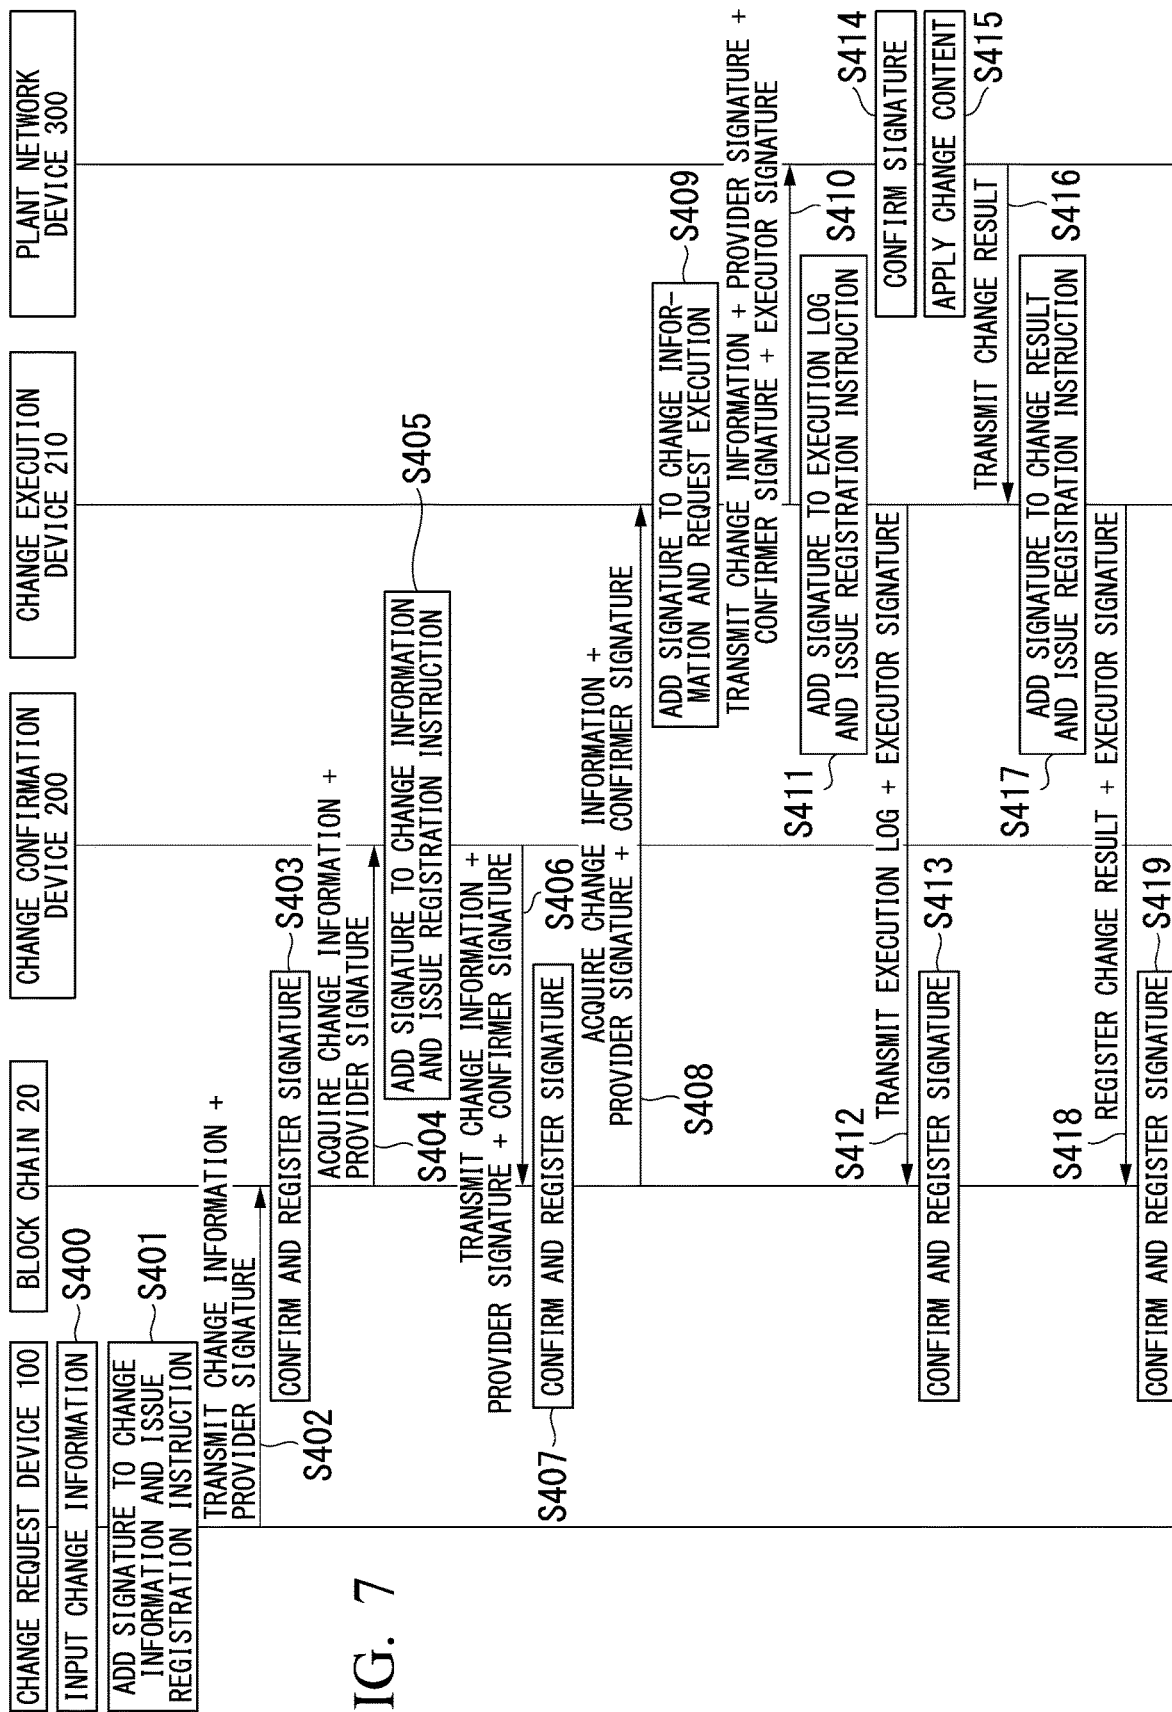 CHANGE REQUEST DEVICE 100
BLOCK CHAIN 20
CHANGE CONFIRMATION
DEVICE 200
CHANGE EXECUTION
DEVICE 210
PLANT NETWORK
DEVICE 300
INPUT CHANGE INFORMATION
S400
ADD SIGNATURE TO CHANGE
INFORMATION AND ISSUE
REGISTRATION INSTRUCTION
S401
TRANSMIT CHANGE INFORMATION +
PROVIDER SIGNATURE
S402
CONFIRM AND REGISTER SIGNATURE
S403
ACQUIRE CHANGE INFORMATION +
PROVIDER SIGNATURE
S404
ADD SIGNATURE TO CHANGE INFORMATION
AND ISSUE REGISTRATION INSTRUCTION
S405
TRANSMIT CHANGE INFORMATION +
PROVIDER SIGNATURE + CONFIRMER SIGNATURE
S406
CONFIRM AND REGISTER SIGNATURE
S407
ACQUIRE CHANGE INFORMATION +
PROVIDER SIGNATURE + CONFIRMER SIGNATURE
S408
ADD SIGNATURE TO CHANGE INFOR-
MATION AND REQUEST EXECUTION
S409
TRANSMIT CHANGE INFORMATION + PROVIDER SIGNATURE +
CONFIRMER SIGNATURE + EXECUTOR SIGNATURE
S410
ADD SIGNATURE TO EXECUTION LOG
AND ISSUE REGISTRATION INSTRUCTION
S411
TRANSMIT EXECUTION LOG + EXECUTOR SIGNATURE
S412
CONFIRM AND REGISTER SIGNATURE
S413
CONFIRM SIGNATURE
S414
APPLY CHANGE CONTENT
S415
TRANSMIT CHANGE RESULT
S416
ADD SIGNATURE TO CHANGE RESULT
AND ISSUE REGISTRATION INSTRUCTION
S417
REGISTER CHANGE RESULT + EXECUTOR SIGNATURE
S418
CONFIRM AND REGISTER SIGNATURE
S419
IG. 7